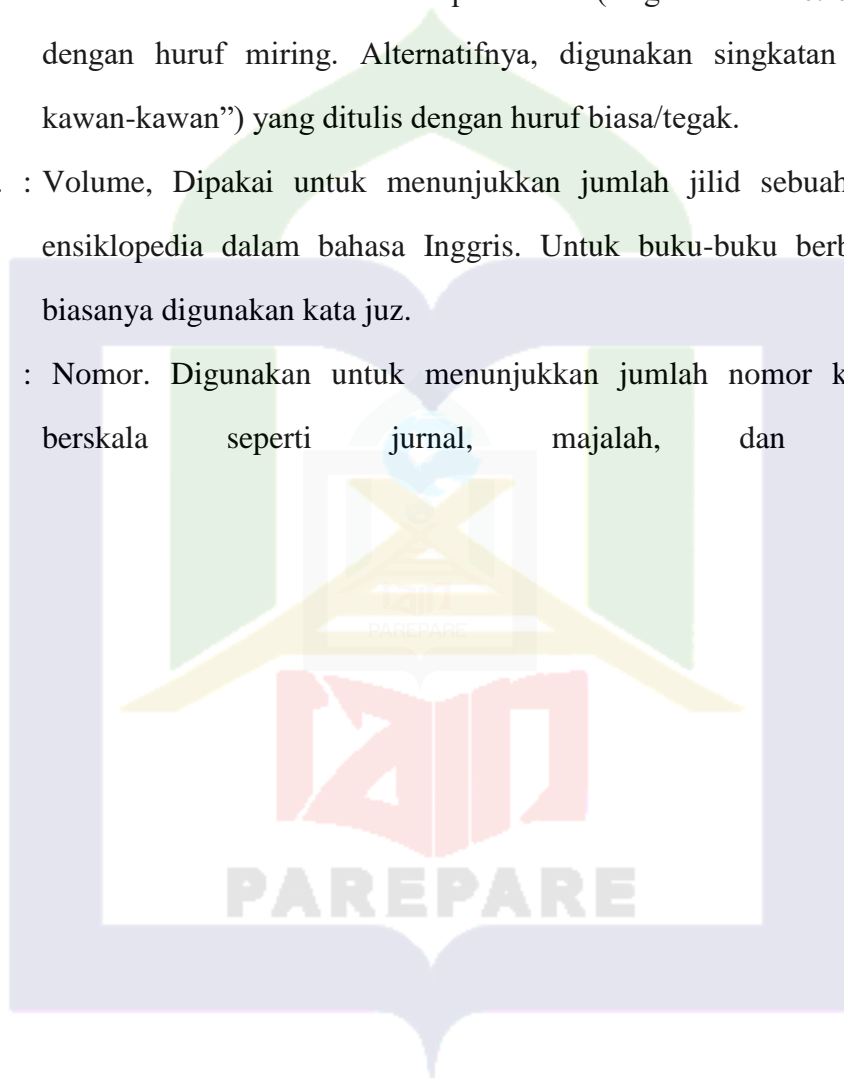 dengan huruf miring. Alternatifnya, digunakan singkatan
kawan-kawan”) yang ditulis dengan huruf biasa/tegak.
. : Volume, Dipakai untuk menunjukkan jumlah jilid sebuah
ensiklopedia dalam bahasa Inggris. Untuk buku-buku
biasanya digunakan kata juz.
: Nomor. Digunakan untuk menunjukkan jumlah nomor
berskala seperti jurnal, majalah, dan
PAREPARE
iain
PAREPARE